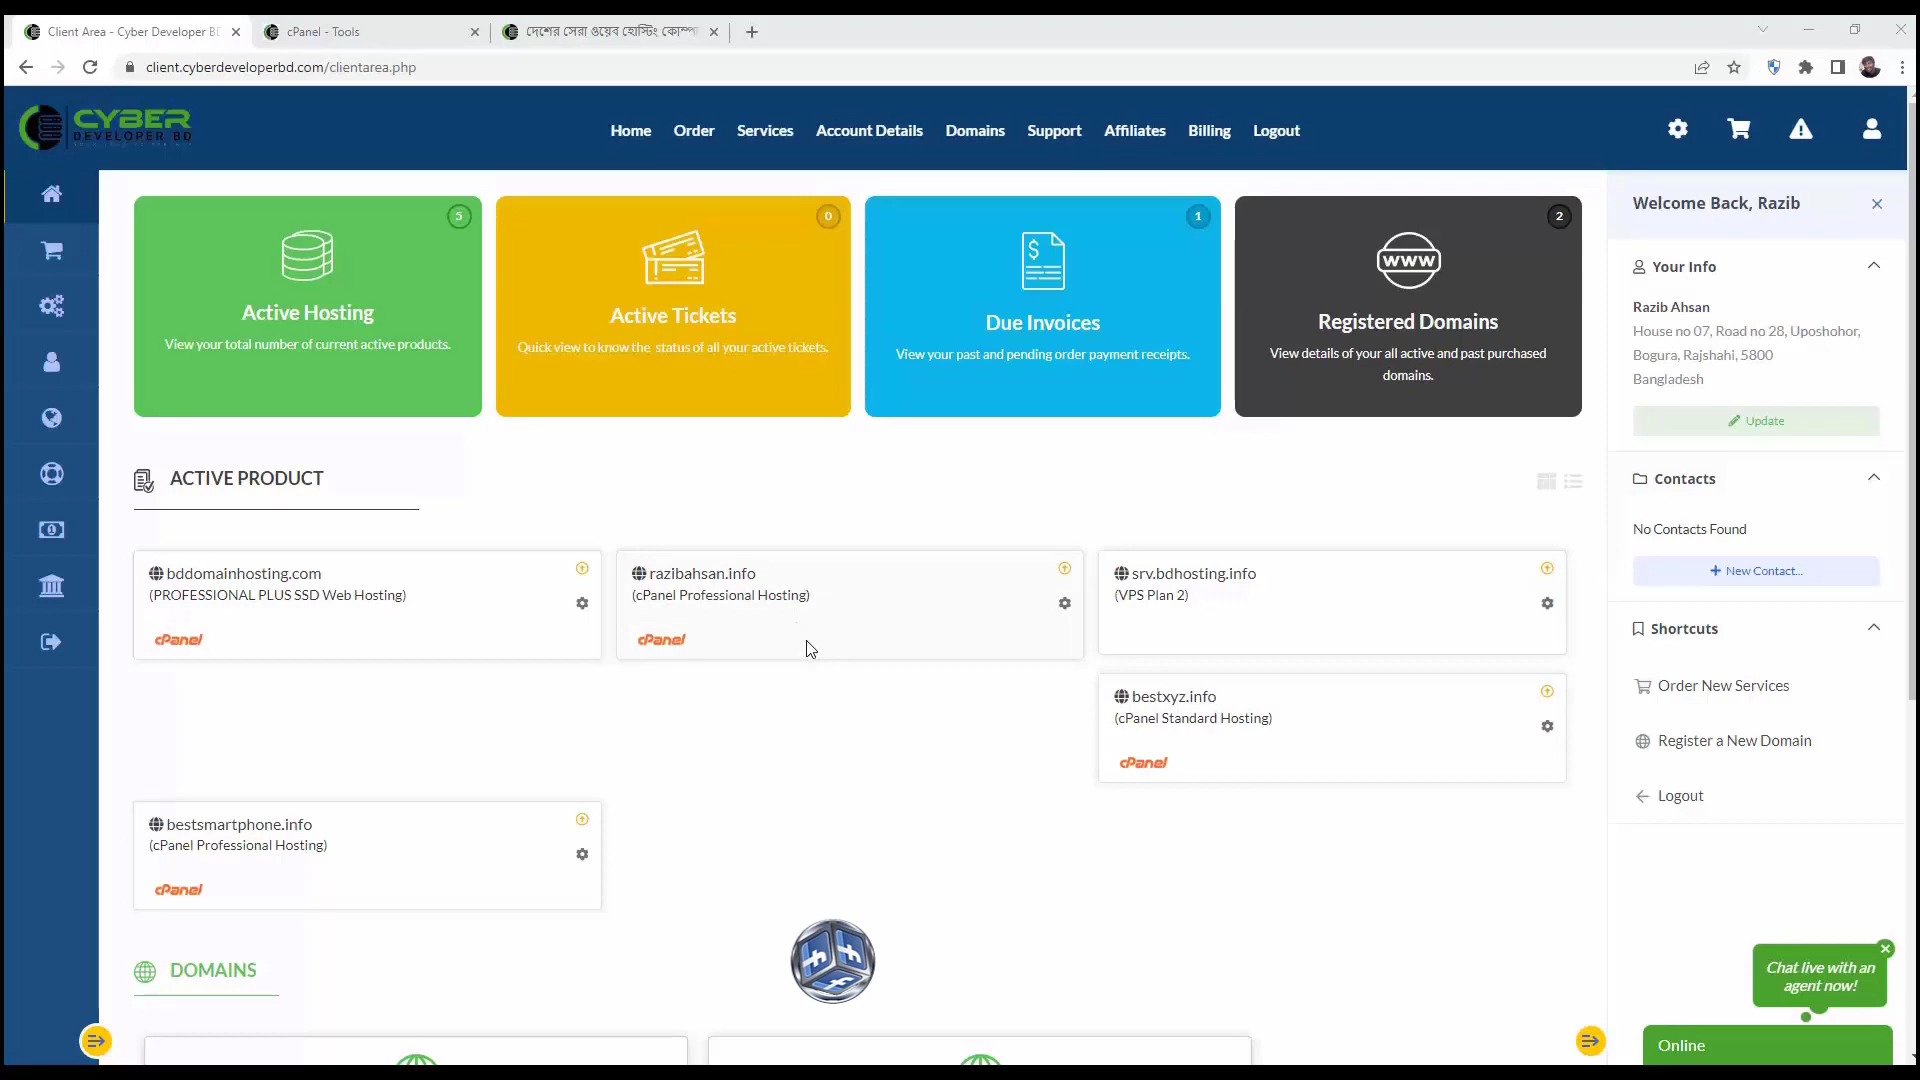 Client Area - Cyber Developer BD
cPanel - Tools
দেশের সেরা ওয়েব হোস্টিং কোম্পা
client.cyberdeveloperbd.com/clientarea.php
CYBER
DEVELOPER BD
Home
Order
Services
Account Details
Domains
Support
Affiliates
Billing
Logout
5
Active Hosting
View your total number of current active products.
0
Active Tickets
Quick view to know the status of all your active tickets.
1
$
Due Invoices
View your past and pending order payment receipts.
2
WWW
Registered Domains
View details of your all active and past purchased
domains.
Welcome Back, Razib
Your Info
Razib Ahsan
House no 07, Road no 28, Uposhohor,
Bogura, Rajshahi, 5800
Bangladesh
Update
Contacts
No Contacts Found
+ New Contact...
Shortcuts
Order New Services
Register a New Domain
Logout
ACTIVE PRODUCT
bddomainhosting.com
(PROFESSIONAL PLUS SSD Web Hosting)
cPanel
razibahsan.info
(cPanel Professional Hosting)
cPanel
srv.bdhosting.info
(VPS Plan 2)
bestxyz.info
(cPanel Standard Hosting)
cPanel
bestsmartphone.info
(cPanel Professional Hosting)
cPanel
DOMAINS
Chat live with an
agent now!
Online